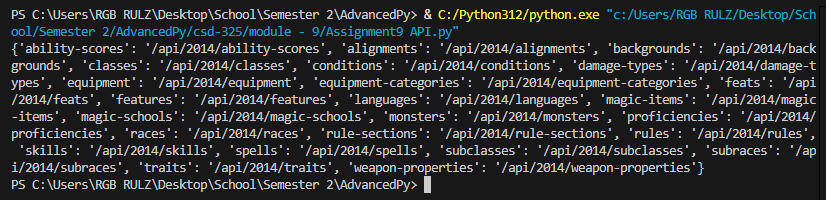 PS C:\Users\RGB RULZ\Desktop\School\Semester 2\AdvancedPy> & C:/Python312/python.exe "c:/Users/RGB RULZ/Desktop/Sch
ool/Semester 2/AdvancedPy/csd-325/module - 9/Assignment9 API.py"
{'ability-scores': '/api/2014/ability-scores', 'alignments': '/api/2014/alignments', 'backgrounds': '/api/2014/back
grounds', 'classes': '/api/2014/classes', 'conditions': '/api/2014/conditions', 'damage-types': '/api/2014/damage-t
ypes', 'equipment': '/api/2014/equipment', 'equipment-categories': '/api/2014/equipment-categories', 'feats': '/api
/2014/feats', 'features': '/api/2014/features', 'languages': '/api/2014/languages', 'magic-items': '/api/2014/magic
-items', 'magic-schools': '/api/2014/magic-schools', 'monsters': '/api/2014/monsters', 'proficiencies': '/api/2014/
proficiencies', 'races': '/api/2014/races', 'rule-sections': '/api/2014/rule-sections', 'rules': '/api/2014/rules',
 'skills': '/api/2014/skills', 'spells': '/api/2014/spells', 'subclasses': '/api/2014/subclasses', 'subraces': '/ap
i/2014/subraces', 'traits': '/api/2014/traits', 'weapon-properties': '/api/2014/weapon-properties'}
PS C:\Users\RGB RULZ\Desktop\School\Semester 2\AdvancedPy>